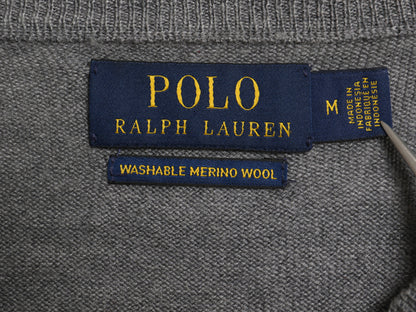 POLO
RALPH LAUREN
WASHABLE MERINO WOOL
M
MADE IN
INDONESIA
FABRIQUÉ EN
INDONÉSIE